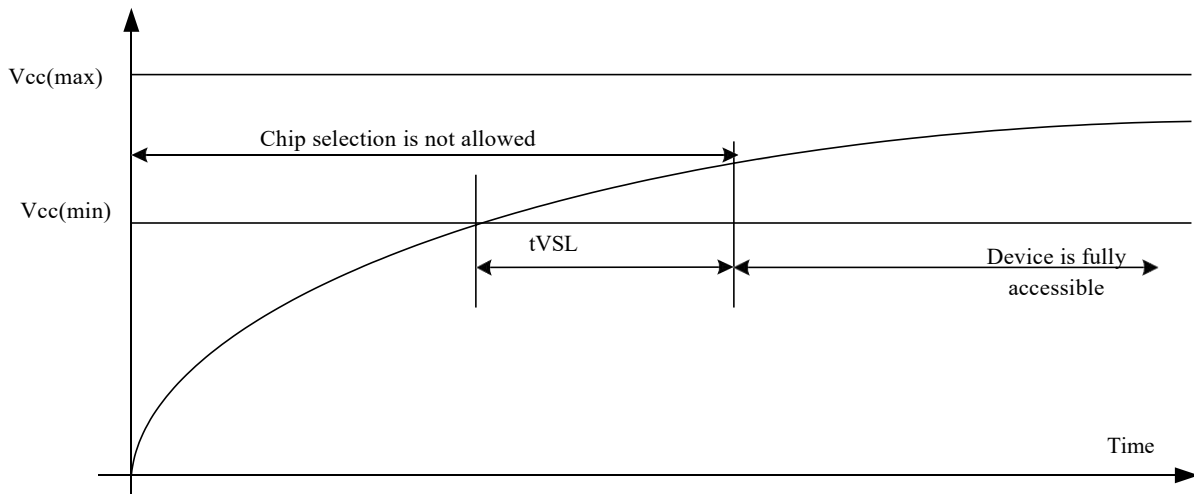 Vcc(max)
Chip selection is not allowed
Vcc(min)
tVSL
Device is fully
accessible
Time